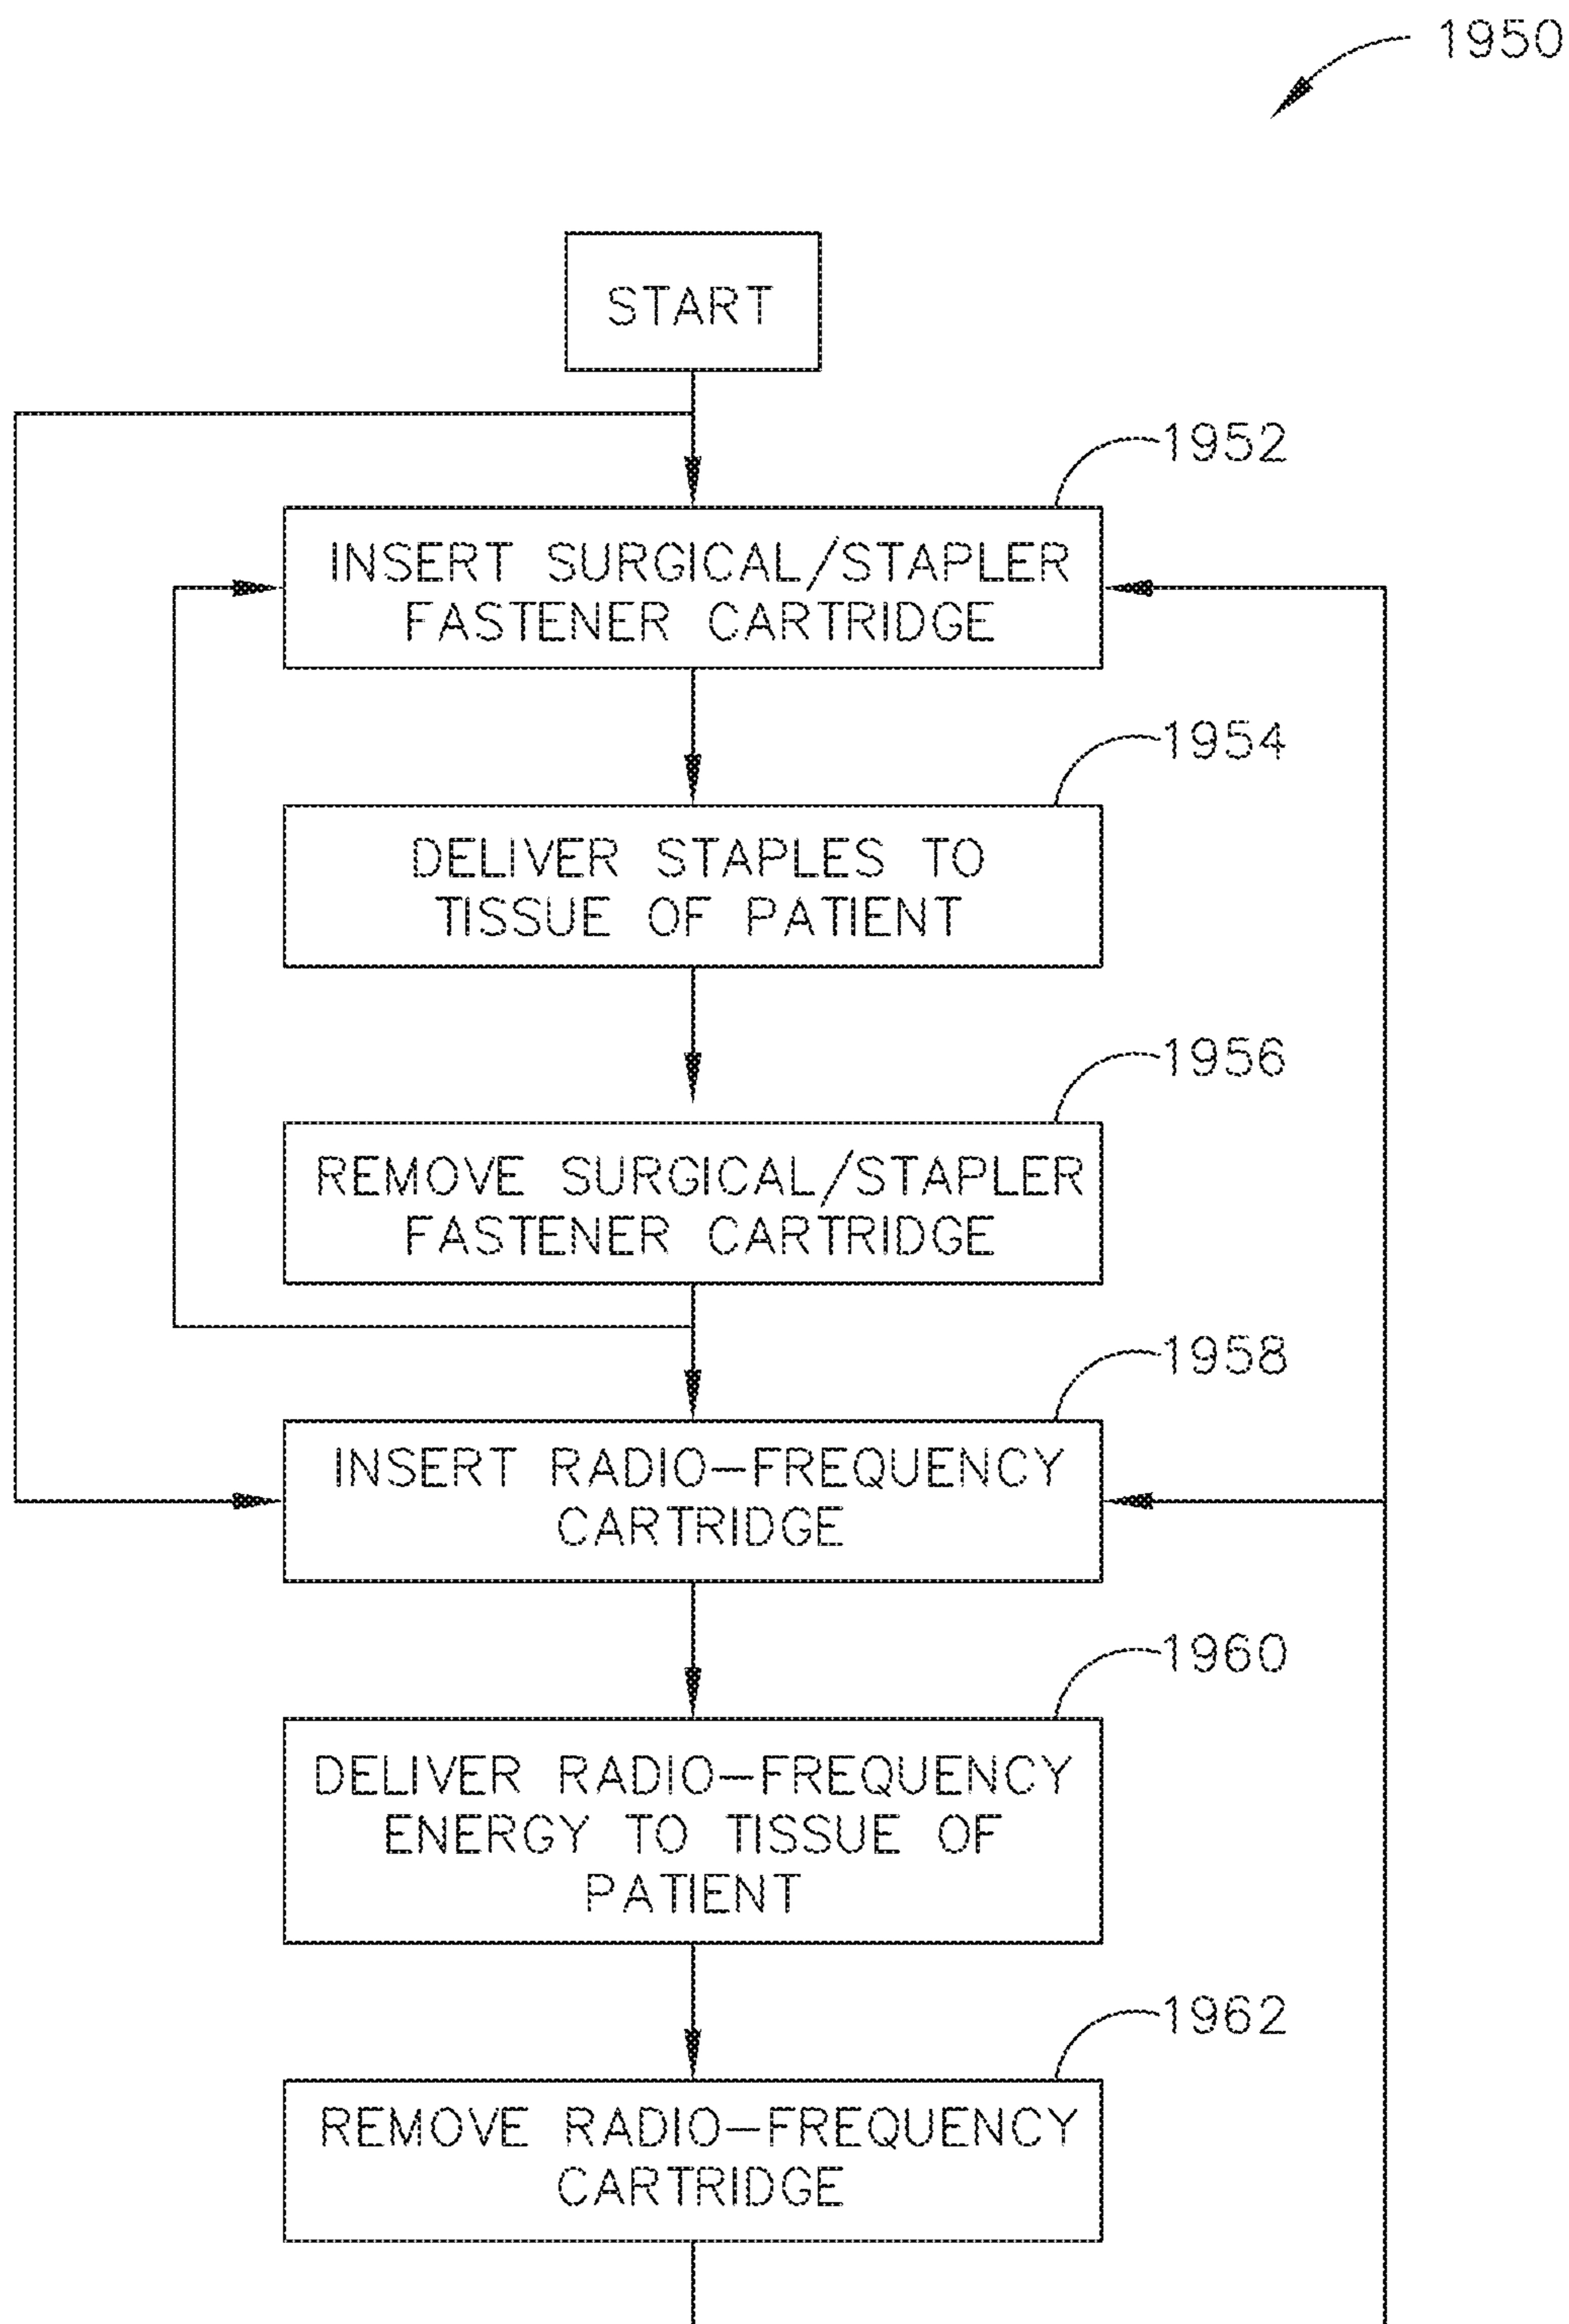 1950
START
1952
INSERT SURGICAL/STAPLER
FASTENER CARTRIDGE
1954
DELIVER STAPLES TO
TISSUE OF PATIENT
1956
REMOVE SURGICAL/STAPLER
FASTENER CARTRIDGE
1958
INSERT RADIO-FREQUENCY
CARTRIDGE
1960
DELIVER RADIO-FREQUENCY
ENERGY TO TISSUE OF
PATIENT
1962
REMOVE RADIO-FREQUENCY
CARTRIDGE